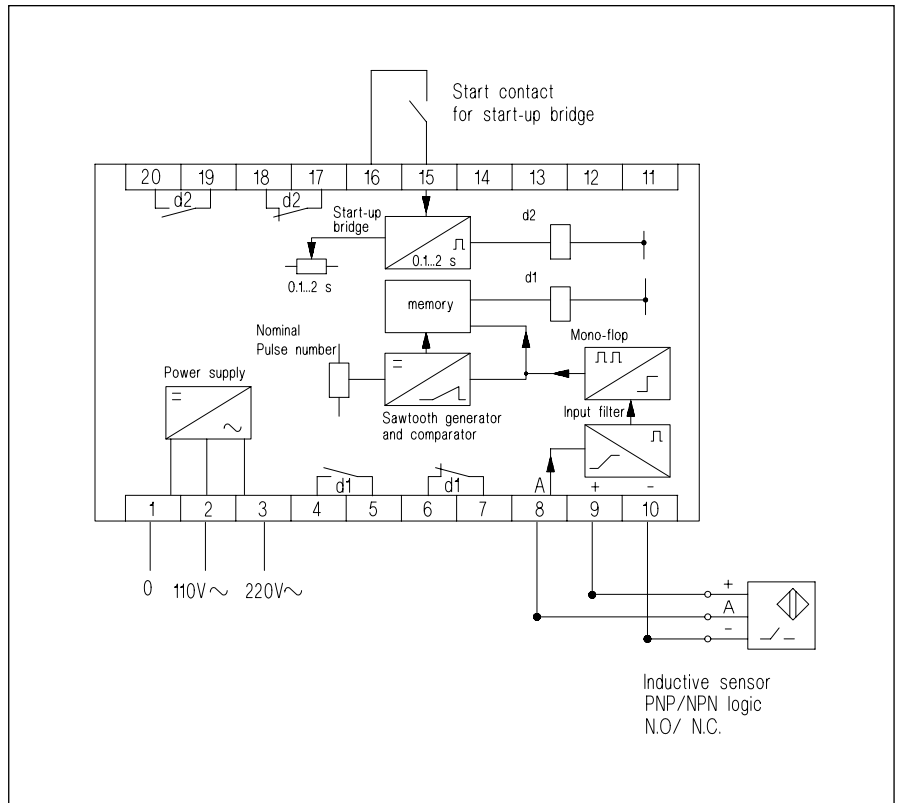 Start contact
for start-up bridge
20 19 18 17 16 15 14 13 12 11
d2 d2
Start-up
bridge
d2
0.1...2 s
0.1...2 s
d1
memory
Nominal
Pulse number
Mono-flop
Power supply
Input filter
Sawtooth generator
and comparator
d1 d1 A + -
1 2 3 4 5 6 7 8 9 10
0 110V~ 220V~
+
A
-
Inductive sensor
PNP/NPN logic
N.O/ N.C.